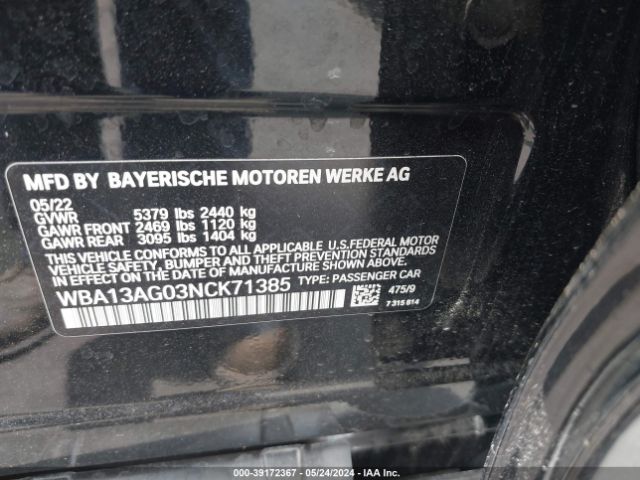 MFD BY BAYERISCHE MOTOREN WERKE AG
05/22
GVWR 5379 lbs 2440 kg
GAWR FRONT 2469 lbs 1120 kg
GAWR REAR 3095 lbs 1404 kg
THIS VEHICLE CONFORMS TO ALL APPLICABLE U.S.FEDERAL MOTOR
VEHICLE SAFETY, BUMPER AND THEFT PREVENTION STANDARDS
IN EFFECT ON THE DATE OF MANUFACTURE SHOWN ABOVE.
WBA13AG03NCK71385 TYPE: PASSENGER CAR
475/9
7 315 814
000-39172367 - 05/24/2024 - IAA Inc.